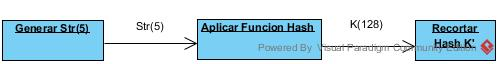 Generar Str(5)
Str(5)
Aplicar Funcion Hash
K(128)
Recortar
Hash K'
Powered By Visual Paradigm Community Edition